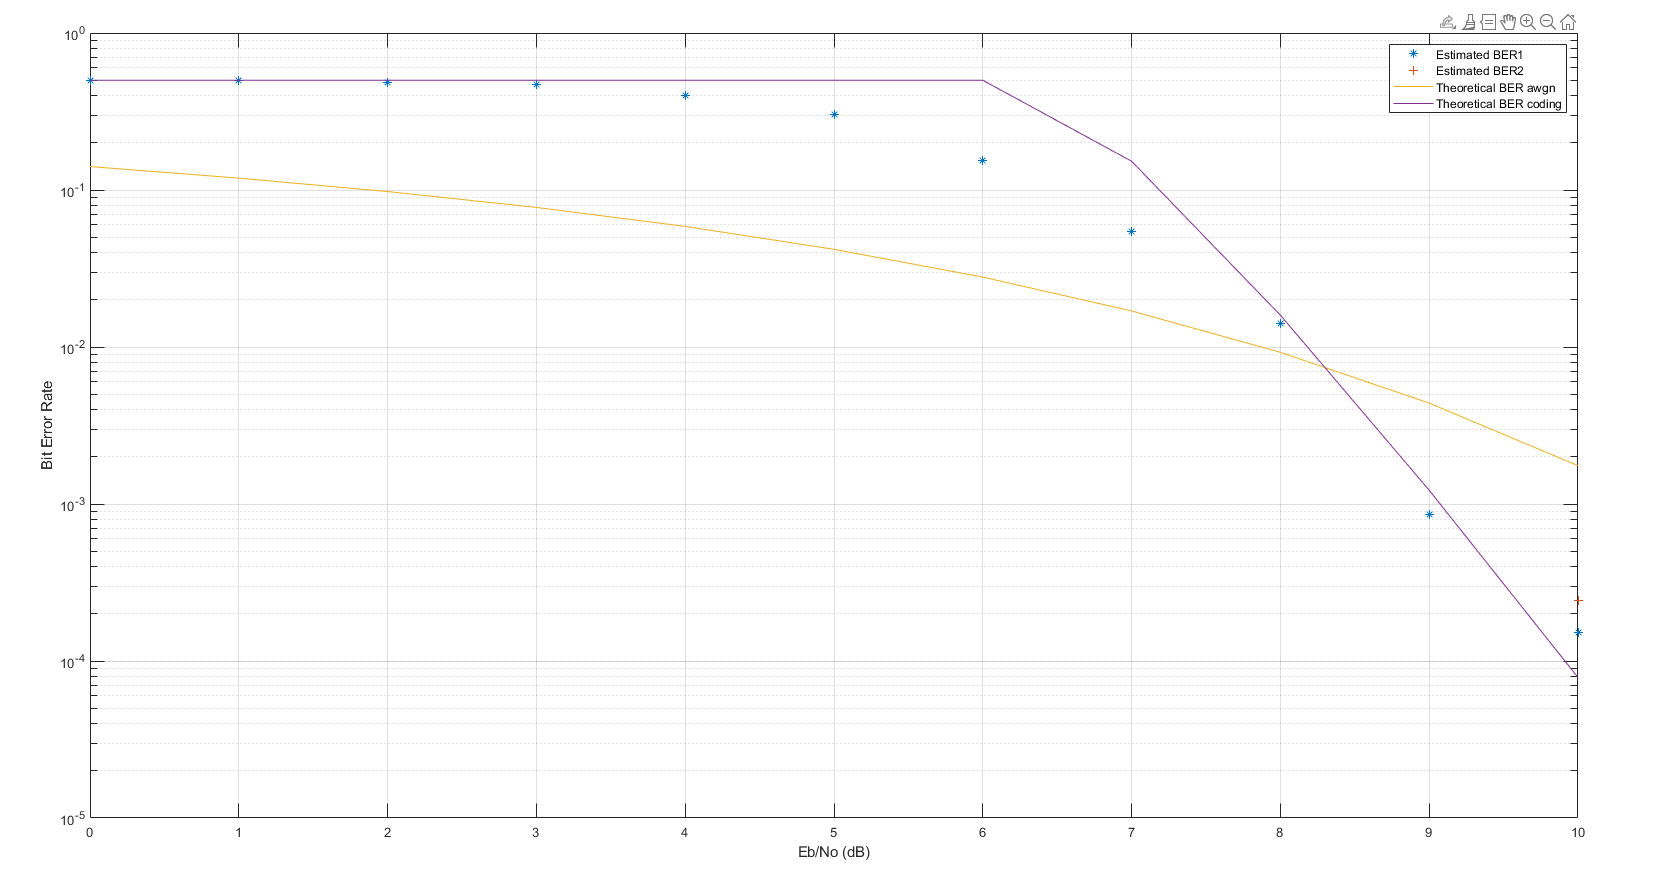 10^0
10^-1
10^-2
10^-3
10^-4
10^-5
Bit Error Rate
0 1 2 3 4 5 6 7 8 9 10
Eb/No (dB)
Estimated BER1
Estimated BER2
Theoretical BER awgn
Theoretical BER coding